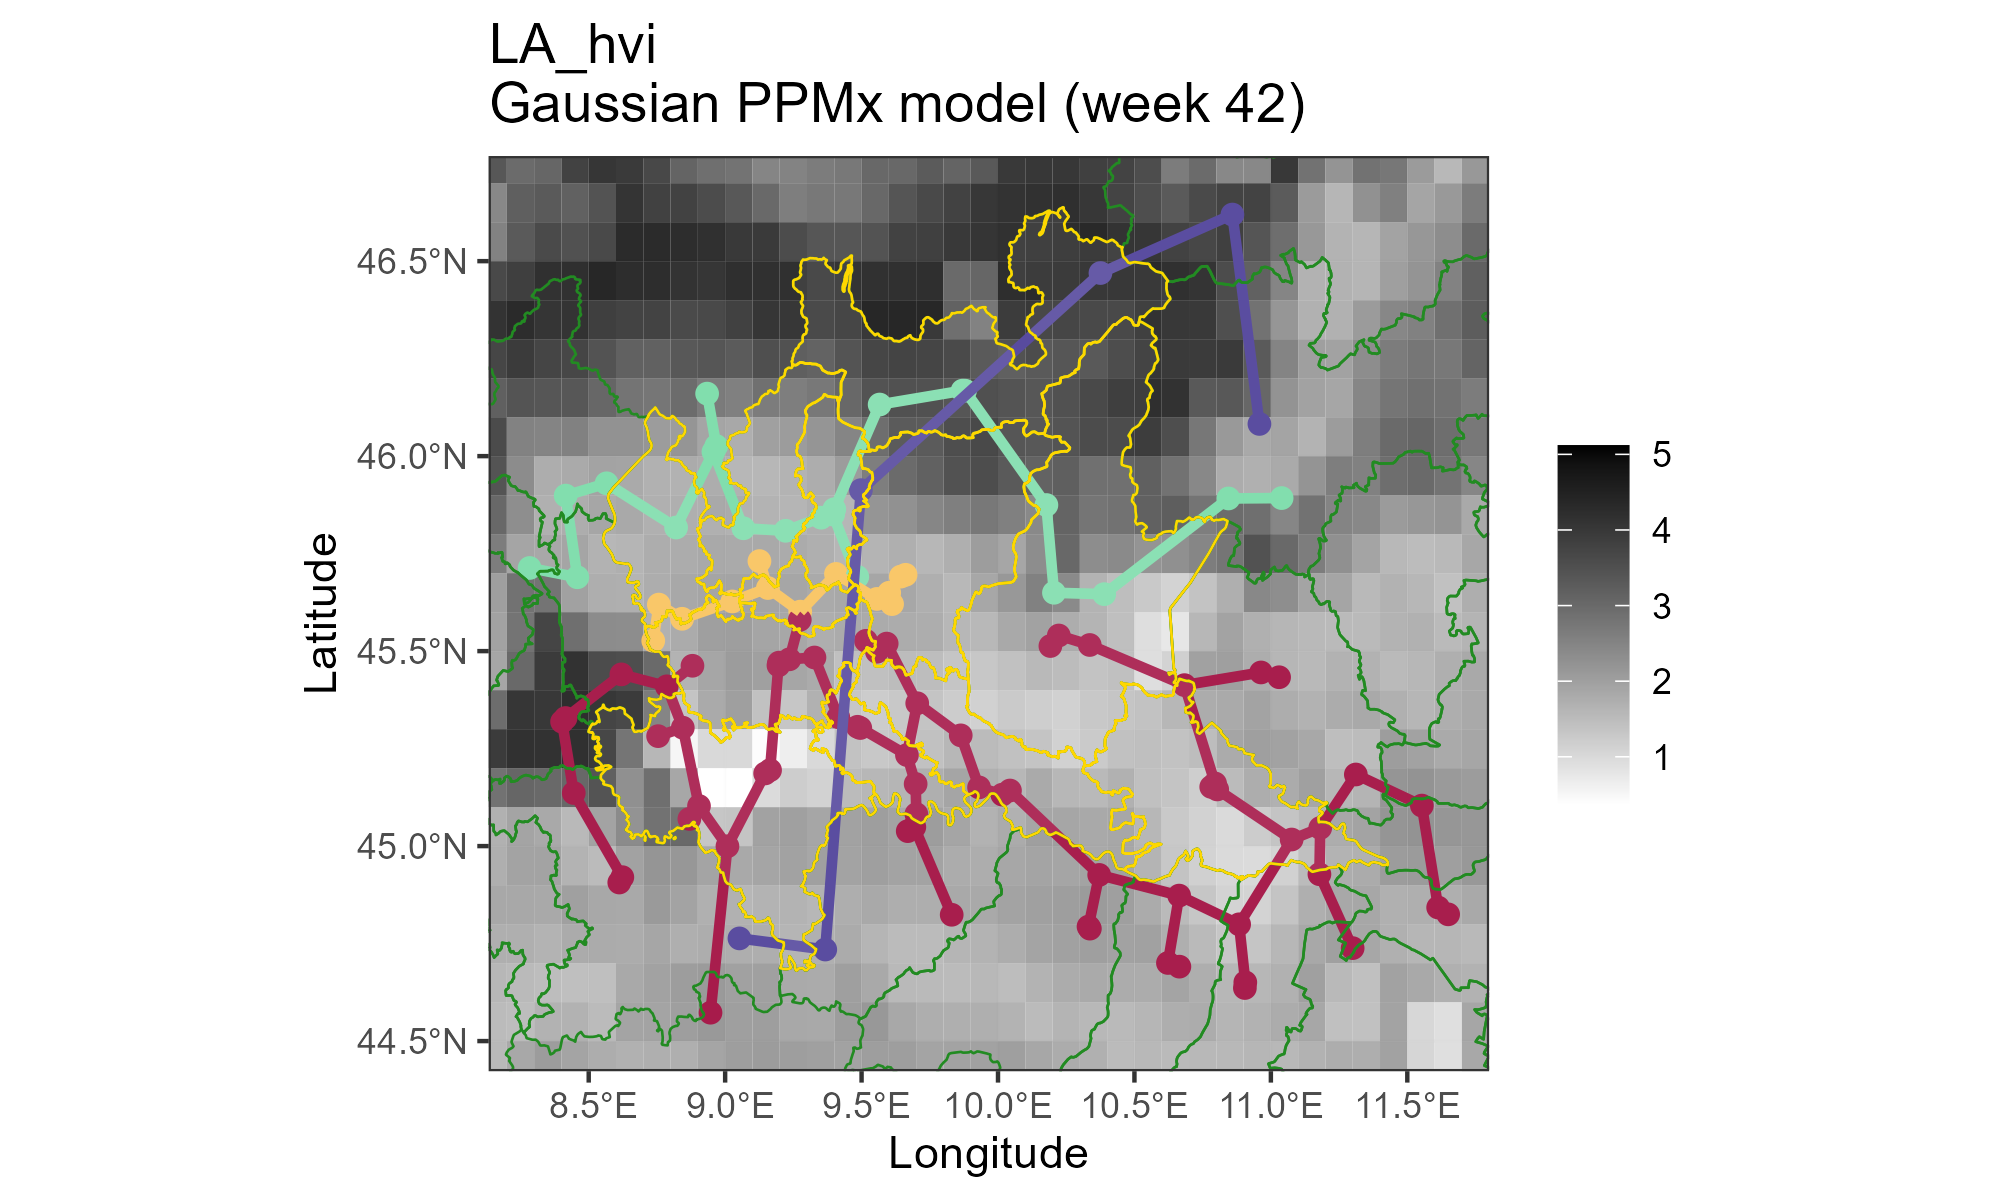 LA_hvi
Gaussian PPMx model (week 42)
46.5°N
46.0°N
45.5°N
45.0°N
44.5°N
Latitude
8.5°E 9.0°E 9.5°E 10.0°E 10.5°E 11.0°E 11.5°E
Longitude
5
4
3
2
1